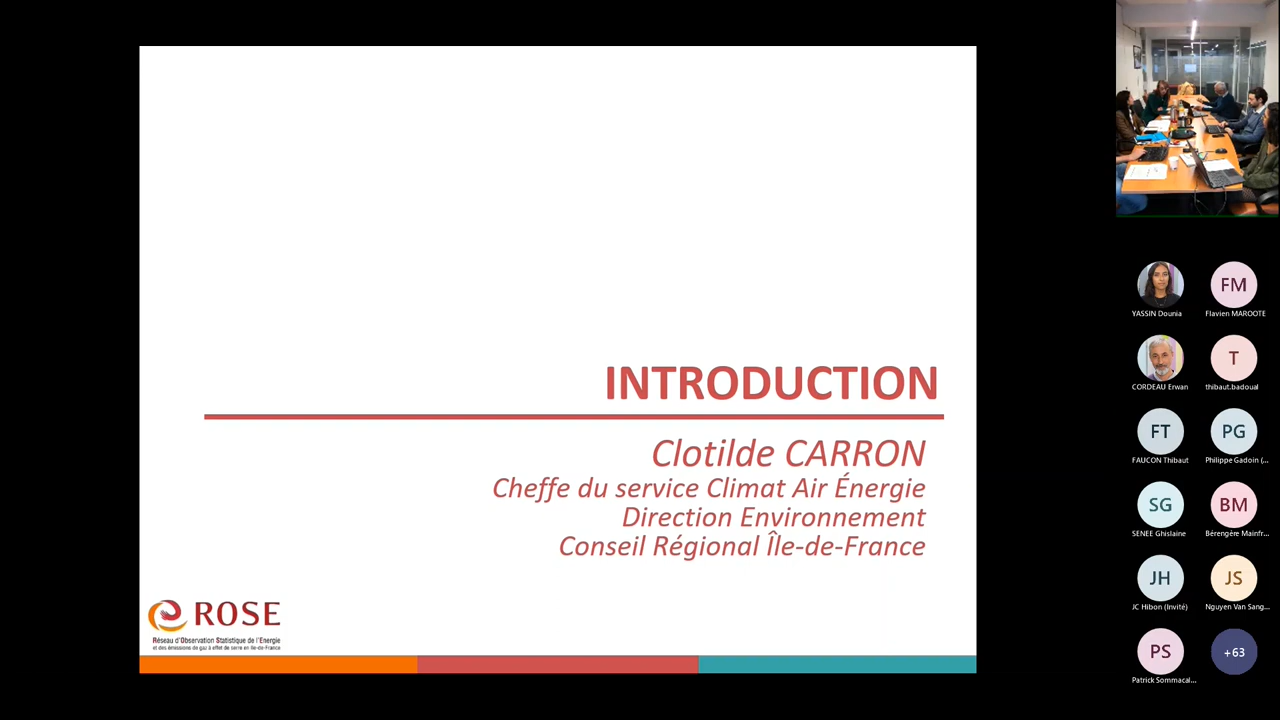 INTRODUCTION
Clotilde CARRON
Cheffe du service Climat Air Énergie
Direction Environnement
Conseil Régional Île-de-France
ROSE
Réseau d'Observation Statistique de l'Energie
et des émissions de gaz à effet de serre en Ile-de-France
YASSIN Dounia
FM
Flavien MAROOTE
CORDEAU Erwan
T
thibaut.badoual
FT
FAUCON Thibaut
PG
Philippe Gadoin (...
SG
SENEE Ghislaine
BM
Bérengère Mainfr...
JH
JC Hibon (Invité)
JS
Nguyen Van Sang...
PS
Patrick Sommacal...
+63